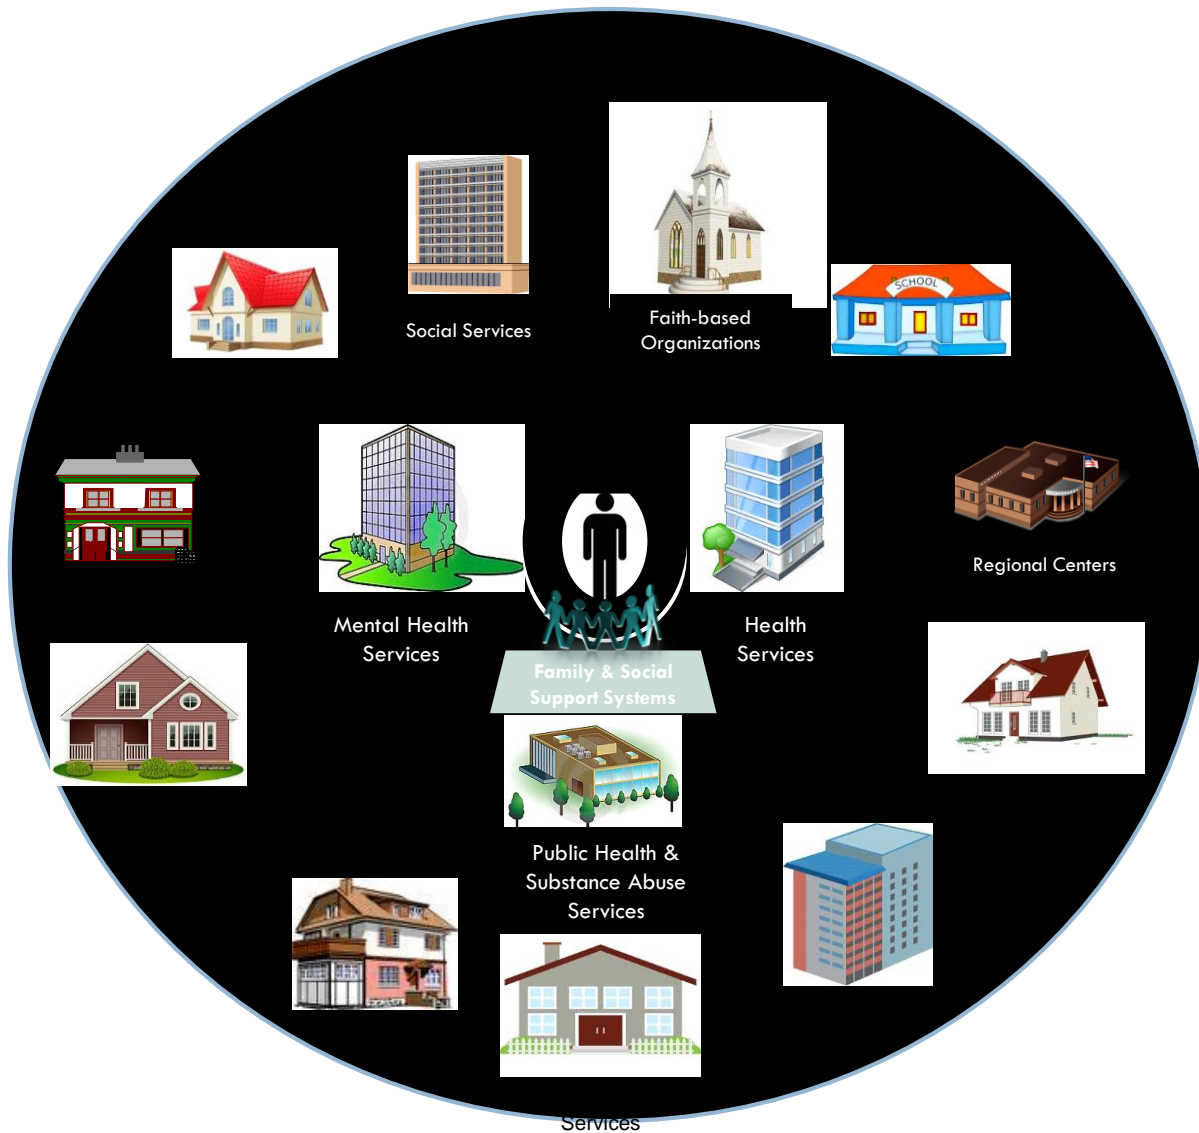 SCHOOL
Social Services
Faith-based
Organizations
Regional Centers
Mental Health
Services
Health
Services
Family & Social
Support Systems
Public Health &
Substance Abuse
Services
Services